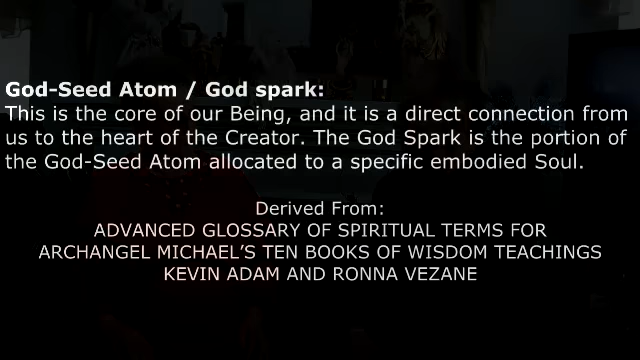 God-Seed Atom / God spark:
This is the core of our Being, and it is a direct connection from
us to the heart of the Creator. The God Spark is the portion of
the God-Seed Atom allocated to a specific embodied Soul.
Derived From:
ADVANCED GLOSSARY OF SPIRITUAL TERMS FOR
ARCHANGEL MICHAEL'S TEN BOOKS OF WISDOM TEACHINGS
KEVIN ADAM AND RONNA VEZANE